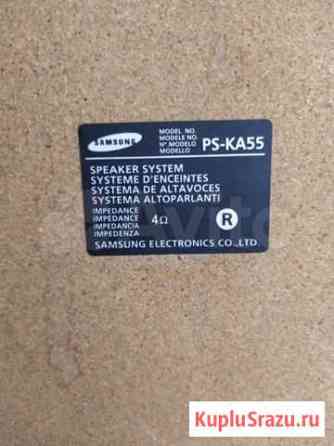 SAMSUNG
MODEL NO.
MODELE NO.
N° MODELO
MODELLO
PS-KA55
SPEAKER SYSTEM
SYSTEME D'ENCEINTES
SYSTEMA DE ALTAVOCES
SYSTEMA ALTOPARLANTI
IMPEDANCE
IMPEDANCE
IMPEDANCIA
IMPEDENZA
4Ω
R
SAMSUNG ELECTRONICS CO.,LTD.
KupluSrazu.ru